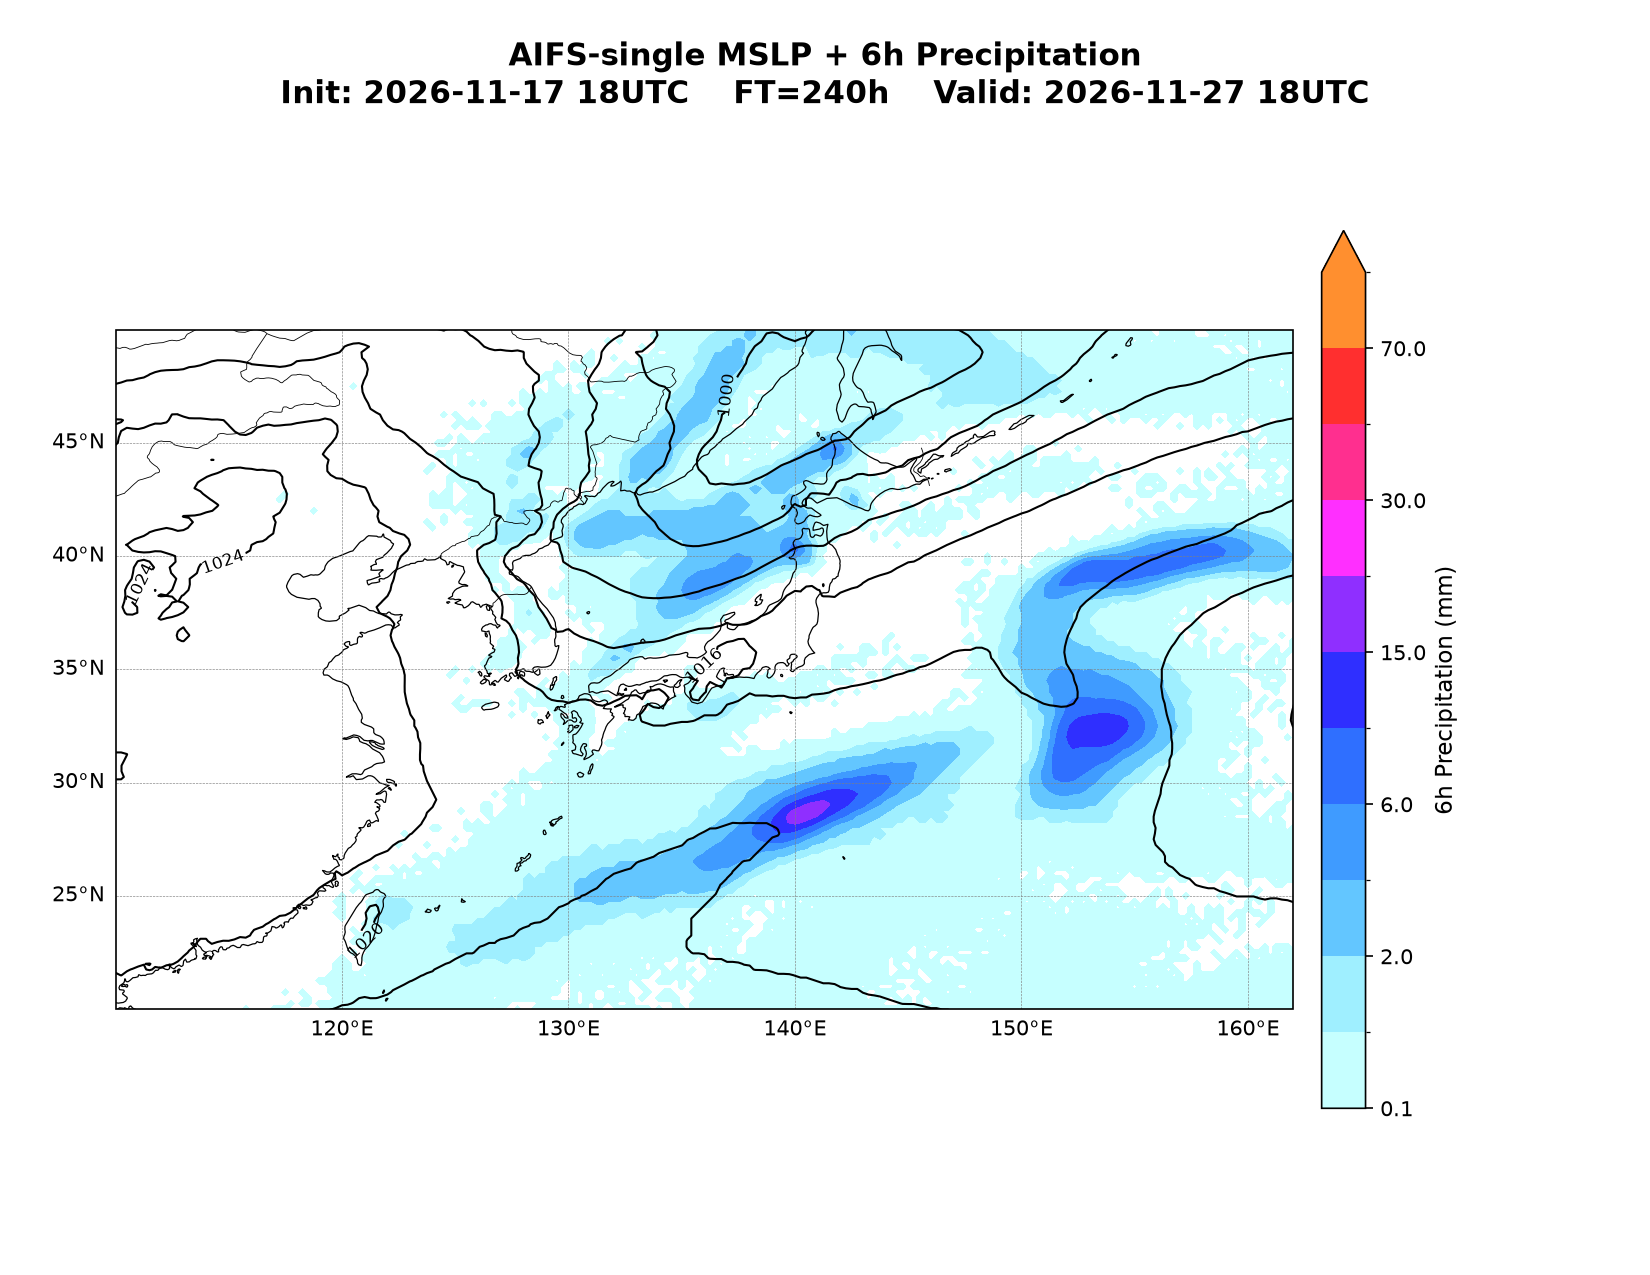 AIFS-single MSLP + 6h Precipitation
Init: 2026-11-17 18UTC    FT=240h    Valid: 2026-11-27 18UTC
70.0
30.0
15.0
6.0
2.0
0.1
6h Precipitation (mm)
45°N
40°N
35°N
30°N
25°N
120°E
130°E
140°E
150°E
160°E
1000
1024
1024
1016
1020